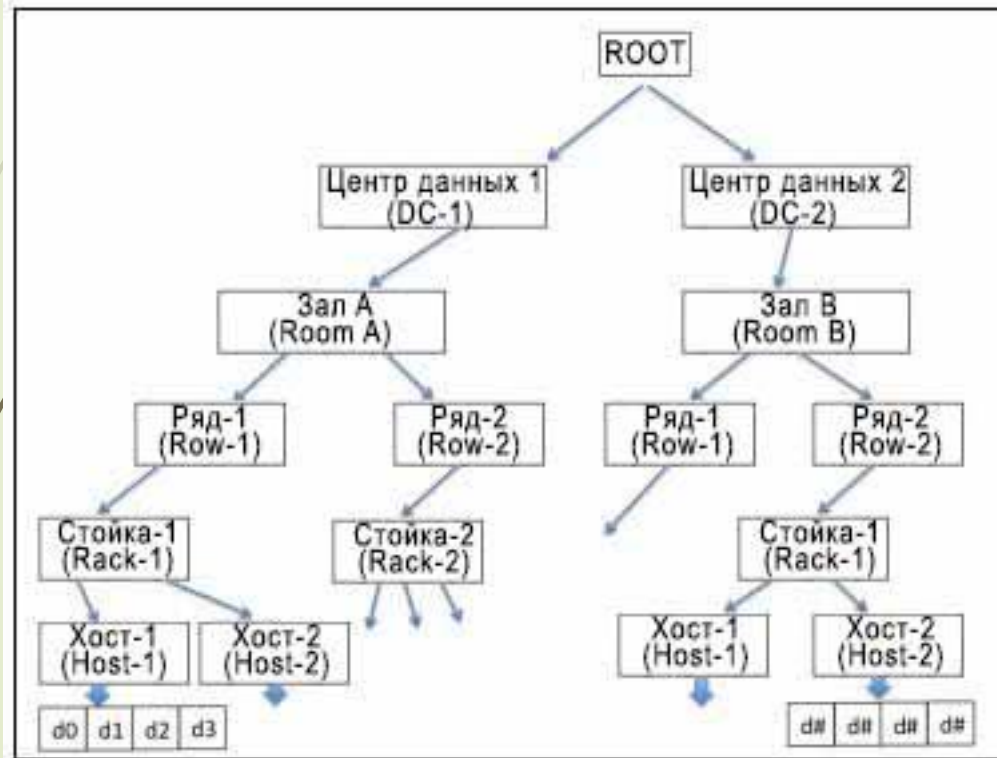 ROOT
Центр данных 1
(DC-1)
Центр данных 2
(DC-2)
Зал A
(Room A)
Зал B
(Room B)
Ряд-1
(Row-1)
Ряд-2
(Row-2)
Ряд-1
(Row-1)
Ряд-2
(Row-2)
Стойка-1
(Rack-1)
Стойка-2
(Rack-2)
Стойка-1
(Rack-1)
Хост-1
(Host-1)
Хост-2
(Host-2)
Хост-1
(Host-1)
Хост-2
(Host-2)
d0 d1 d2 d3
d# d# d# d#